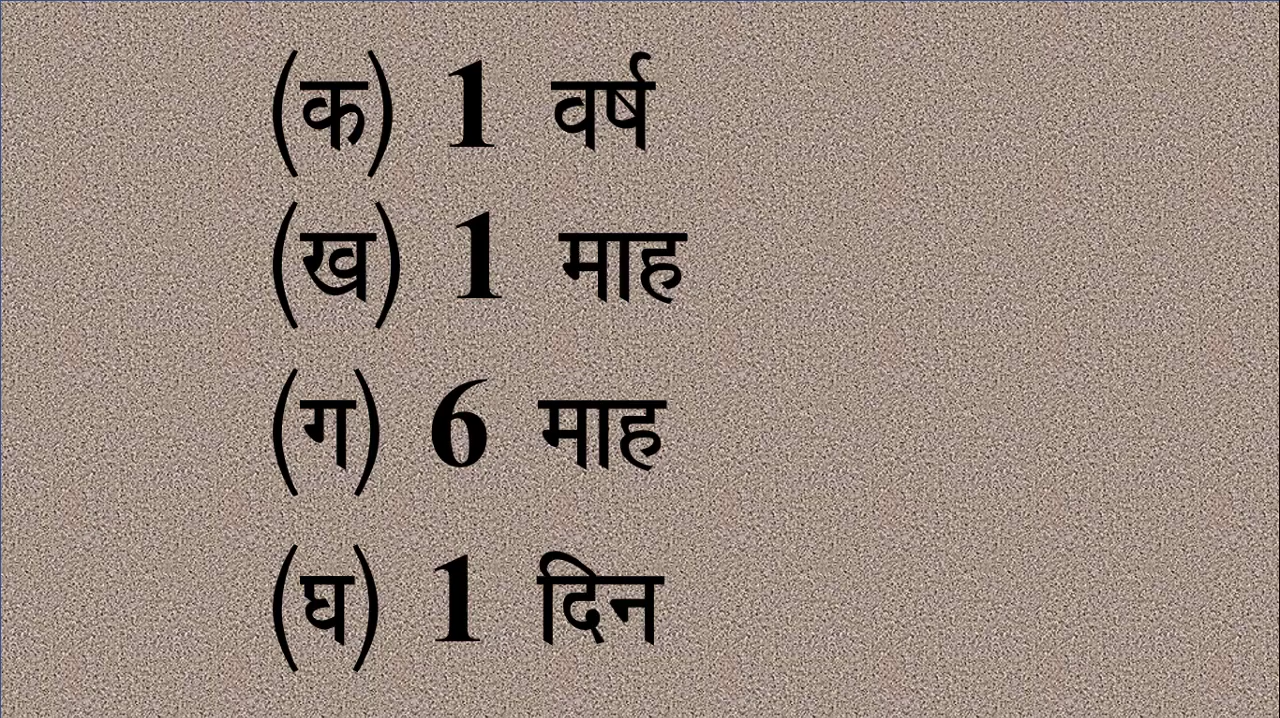 (क) 1 वर्ष
(ख) 1 माह
(ग) 6 माह
(घ) 1 दिन